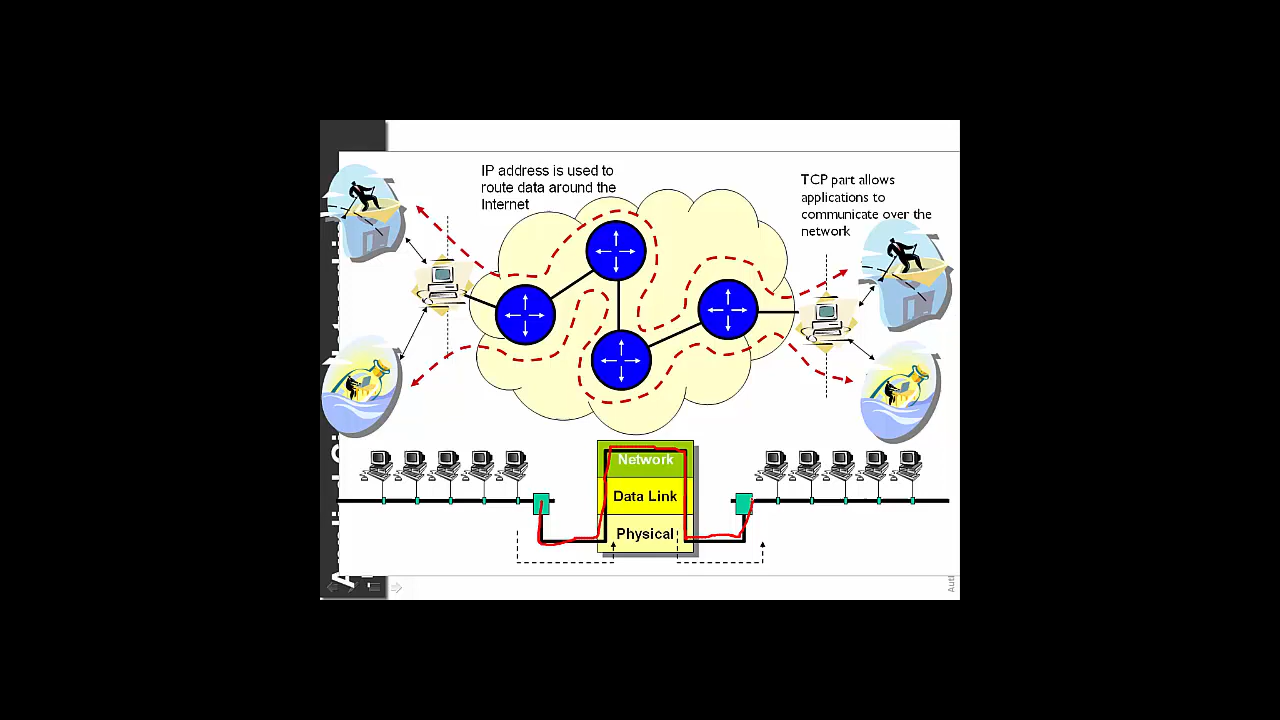 IP address is used to
route data around the
Internet
TCP part allows
applications to
communicate over the
network
Network
Data Link
Physical